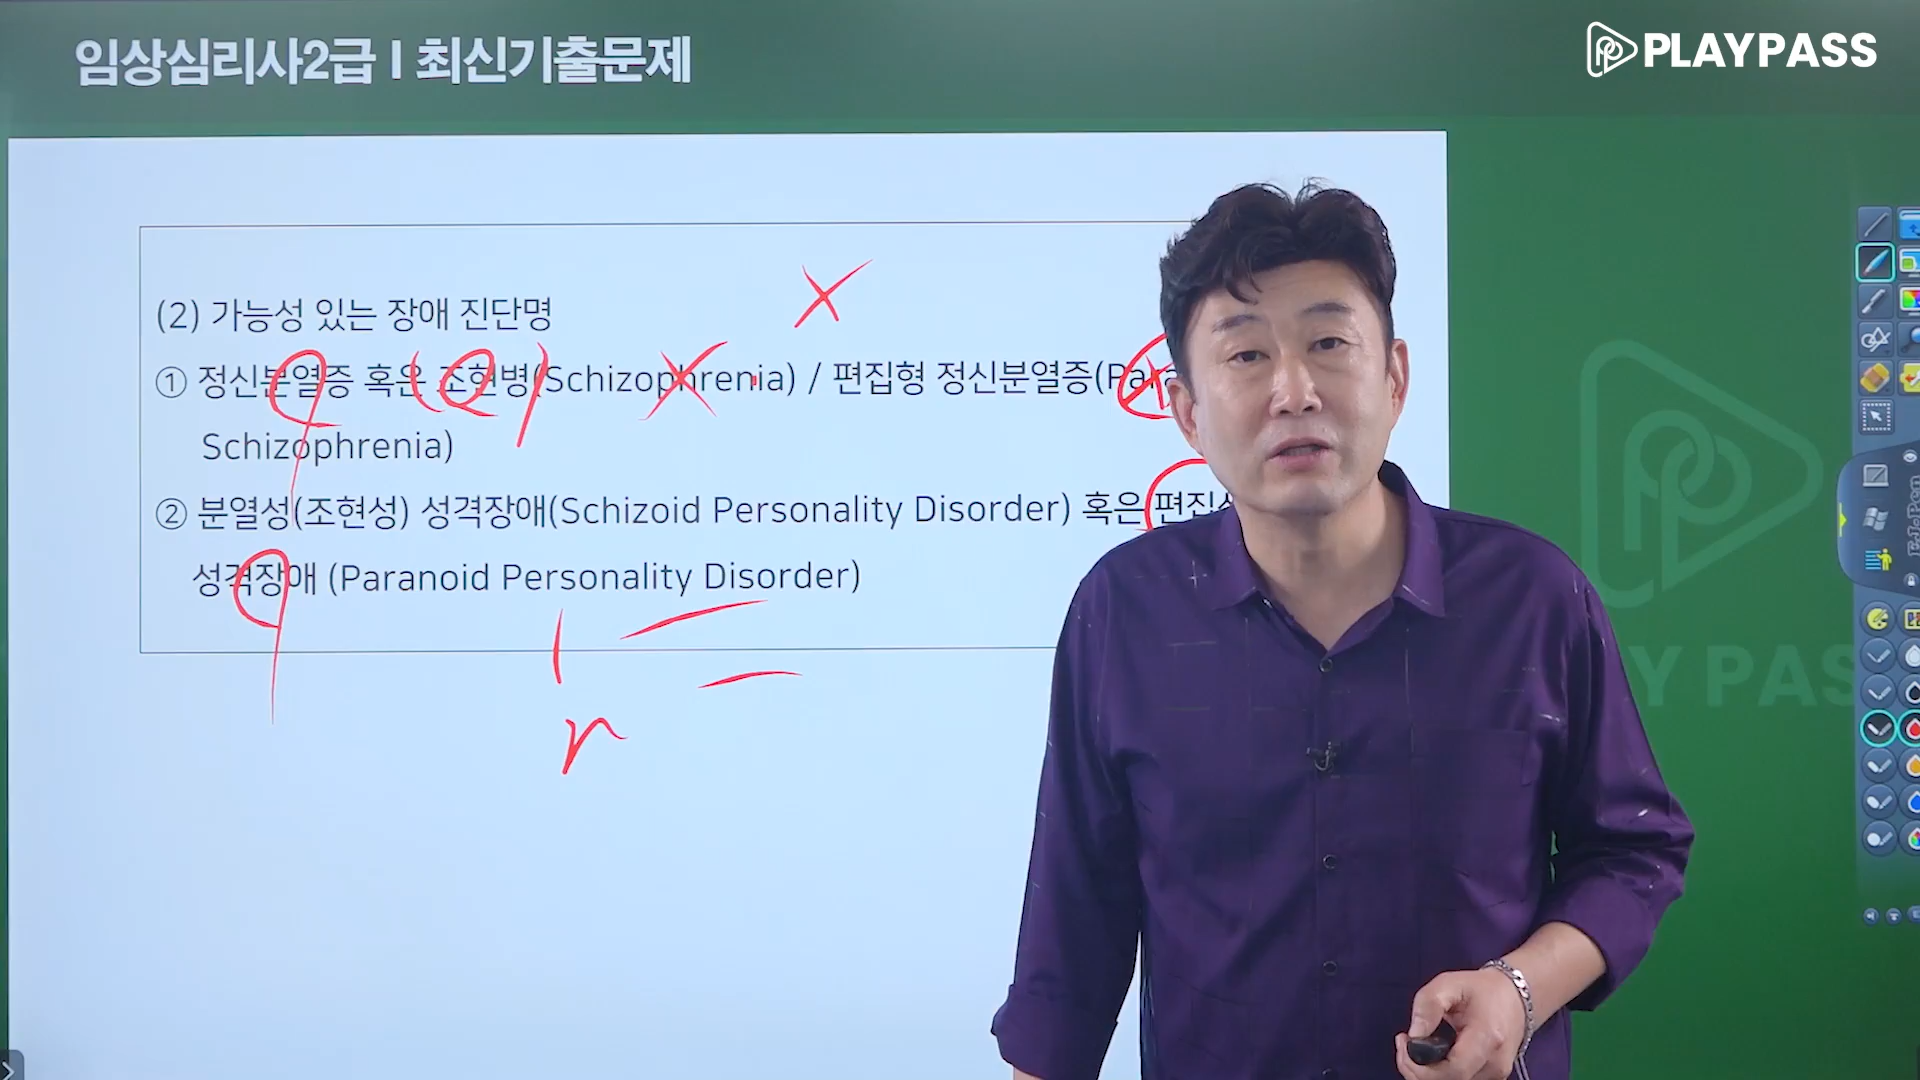 임상심리사2급 | 최신기출문제
PLAYPASS
(2) 가능성 있는 장애 진단명
① 정신분열증 혹은 조현병(Schizophrenia) / 편집형 정신분열증(Para
Schizophrenia)
② 분열성(조현성) 성격장애(Schizoid Personality Disorder) 혹은 편집
성격장애 (Paranoid Personality Disorder)